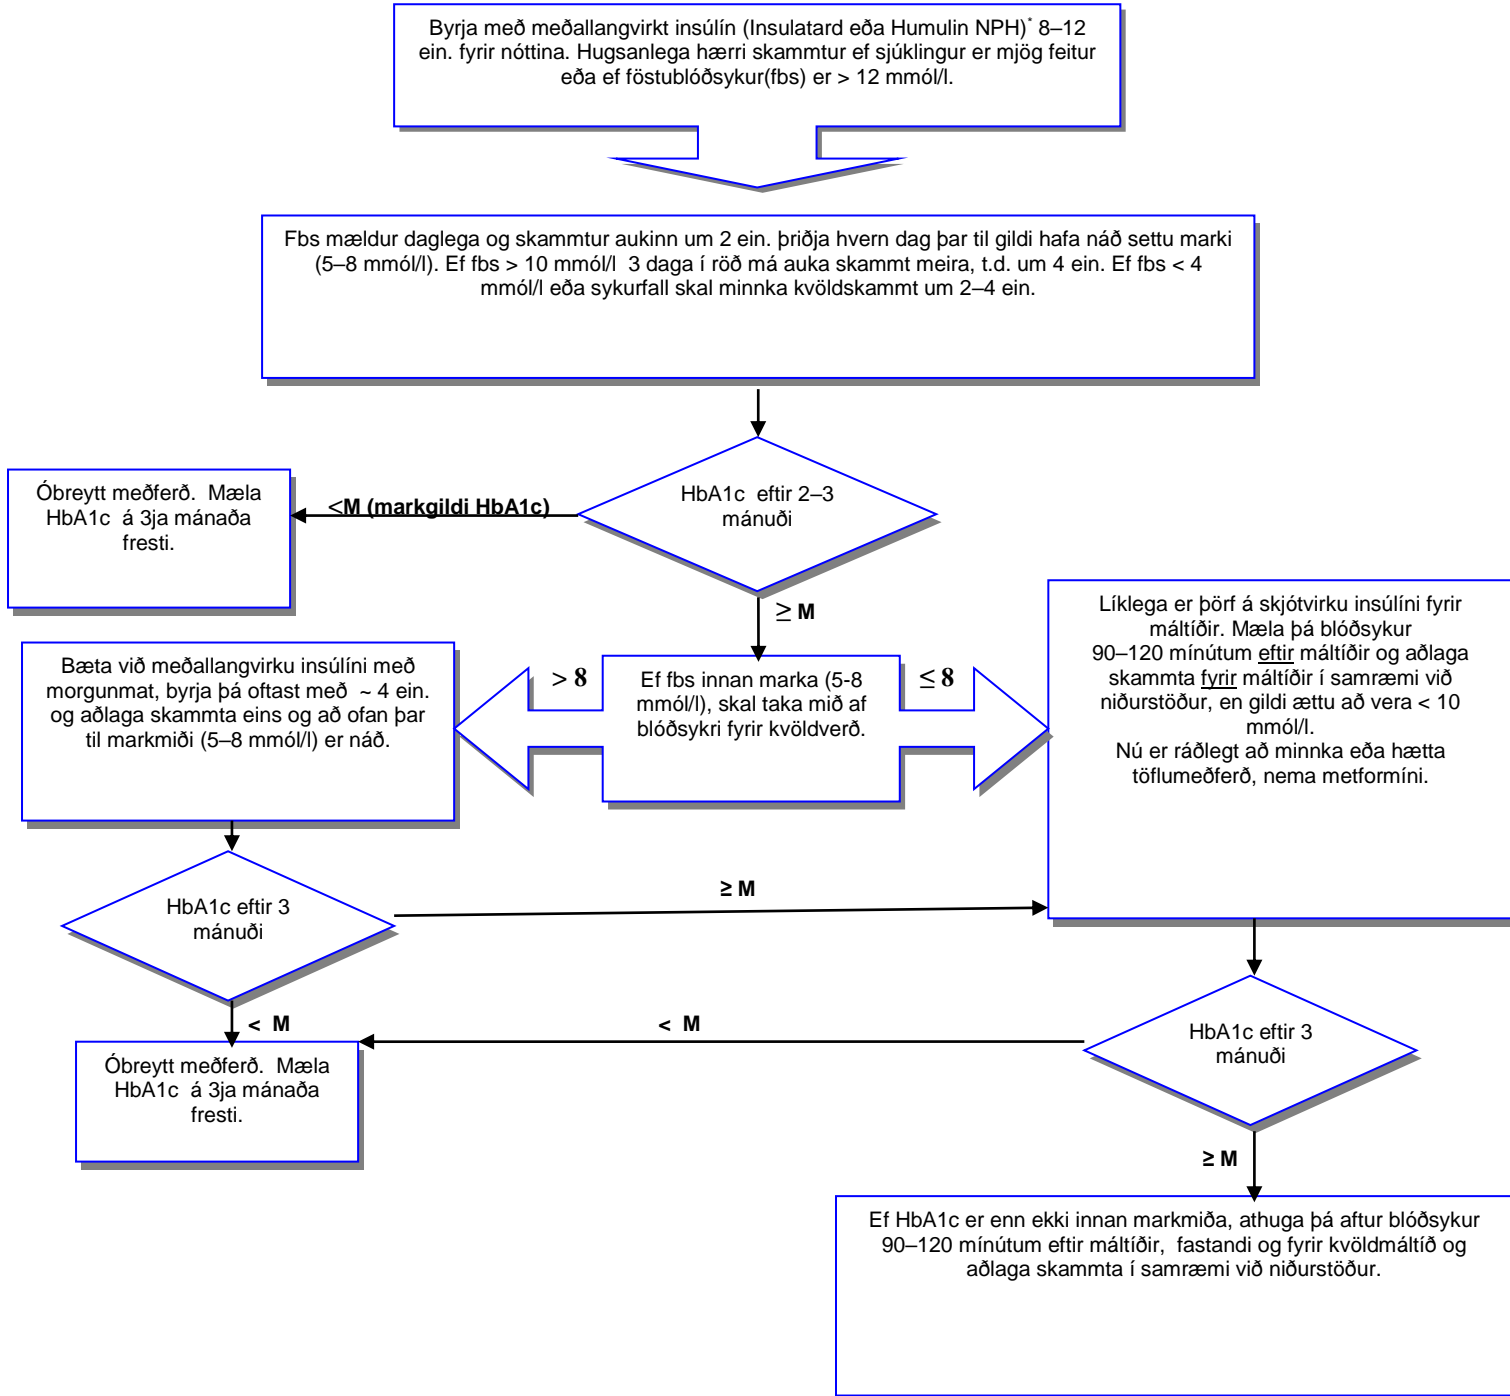 Byrja með meðallangvirkt insúlín (Insulatard eða Humulin NPH)* 8–12
ein. fyrir nóttina. Hugsanlega hærri skammtur ef sjúklingur er mjög feitur
eða ef föstublóðsykur(fbs) er > 12 mmól/l.
Fbs mældur daglega og skammtur aukinn um 2 ein. þriðja hvern dag þar til gildi hafa náð settu marki
(5–8 mmól/l). Ef fbs > 10 mmól/l 3 daga í röð má auka skammt meira, t.d. um 4 ein. Ef fbs < 4
mmól/l eða sykurfall skal minnka kvöldskammt um 2–4 ein.
HbA1c eftir 2–3
mánuði
<M (markgildi HbA1c)
Óbreytt meðferð. Mæla
HbA1c á 3ja mánaða
fresti.
≥ M
Ef fbs innan marka (5-8
mmól/l), skal taka mið af
blóðsykri fyrir kvöldverð.
> 8
≤ 8
Bæta við meðallangvirku insúlíni með
morgunmat, byrja þá oftast með ~ 4 ein.
og aðlaga skammta eins og að ofan þar
til markmiði (5–8 mmól/l) er náð.
Líklega er þörf á skjótvirku insúlíni fyrir
máltíðir. Mæla þá blóðsykur
90–120 mínútum eftir máltíðir og aðlaga
skammta fyrir máltíðir í samræmi við
niðurstöður, en gildi ættu að vera < 10
mmól/l.
Nú er ráðlegt að minnka eða hætta
töflumeðferð, nema metformíni.
HbA1c eftir 3
mánuði
≥ M
< M
Óbreytt meðferð. Mæla
HbA1c á 3ja mánaða
fresti.
< M
HbA1c eftir 3
mánuði
≥ M
Ef HbA1c er enn ekki innan markmiða, athuga þá aftur blóðsykur
90–120 mínútum eftir máltíðir, fastandi og fyrir kvöldmáltíð og
aðlaga skammta í samræmi við niðurstöður.